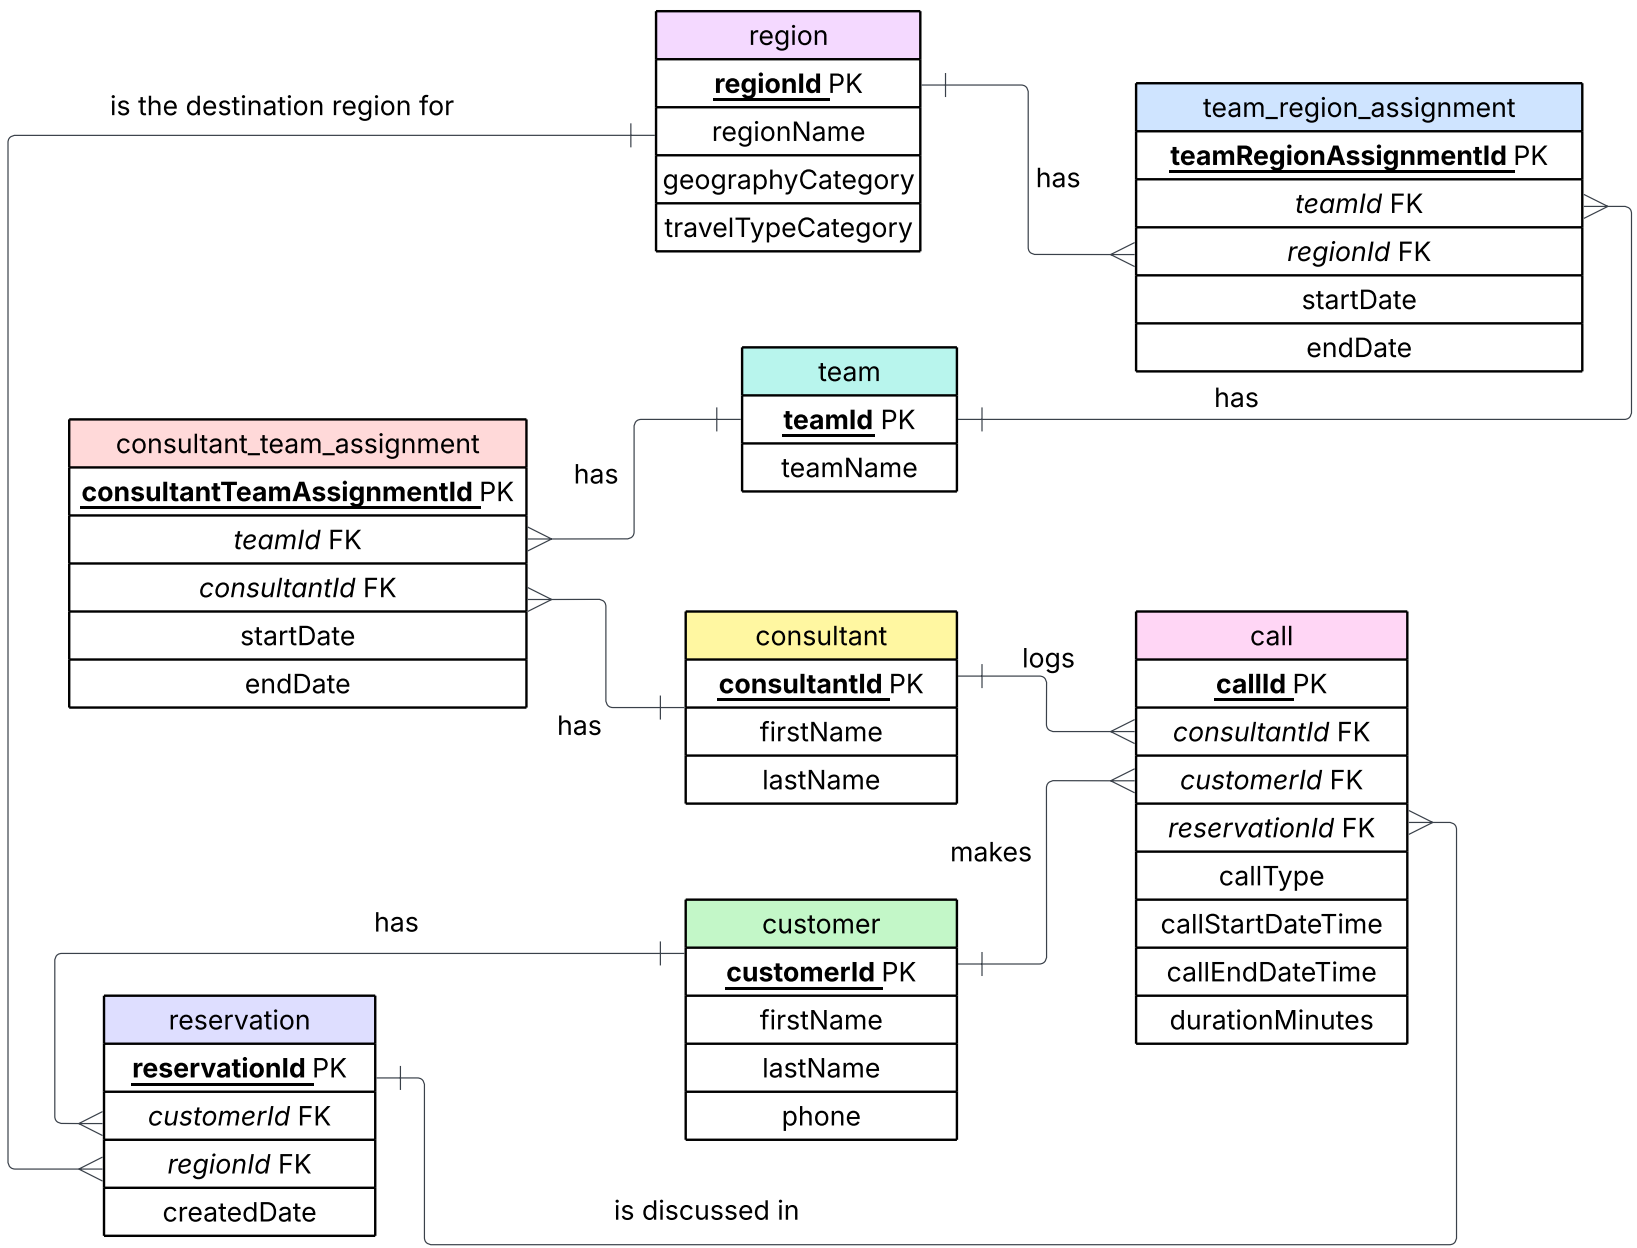 region
regionId PK
regionName
geographyCategory
travelTypeCategory
is the destination region for
has
team_region_assignment
teamRegionAssignmentId PK
teamId FK
regionId FK
startDate
endDate
has
team
teamId PK
teamName
has
consultant_team_assignment
consultantTeamAssignmentId PK
teamId FK
consultantId FK
startDate
endDate
has
consultant
consultantId PK
firstName
lastName
logs
call
callId PK
consultantId FK
customerId FK
reservationId FK
callType
callStartDateTime
callEndDateTime
durationMinutes
makes
has
customer
customerId PK
firstName
lastName
phone
reservation
reservationId PK
customerId FK
regionId FK
createdDate
is discussed in